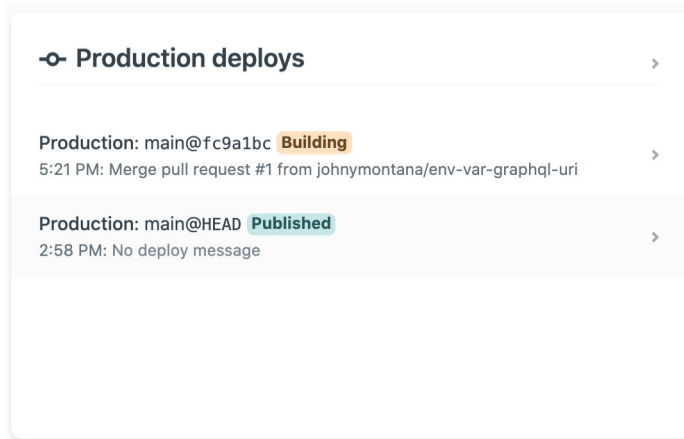 Production deploys
Production: main@fc9a1bc Building
5:21 PM: Merge pull request #1 from johnymontana/env-var-graphql-uri
Production: main@HEAD Published
2:58 PM: No deploy message